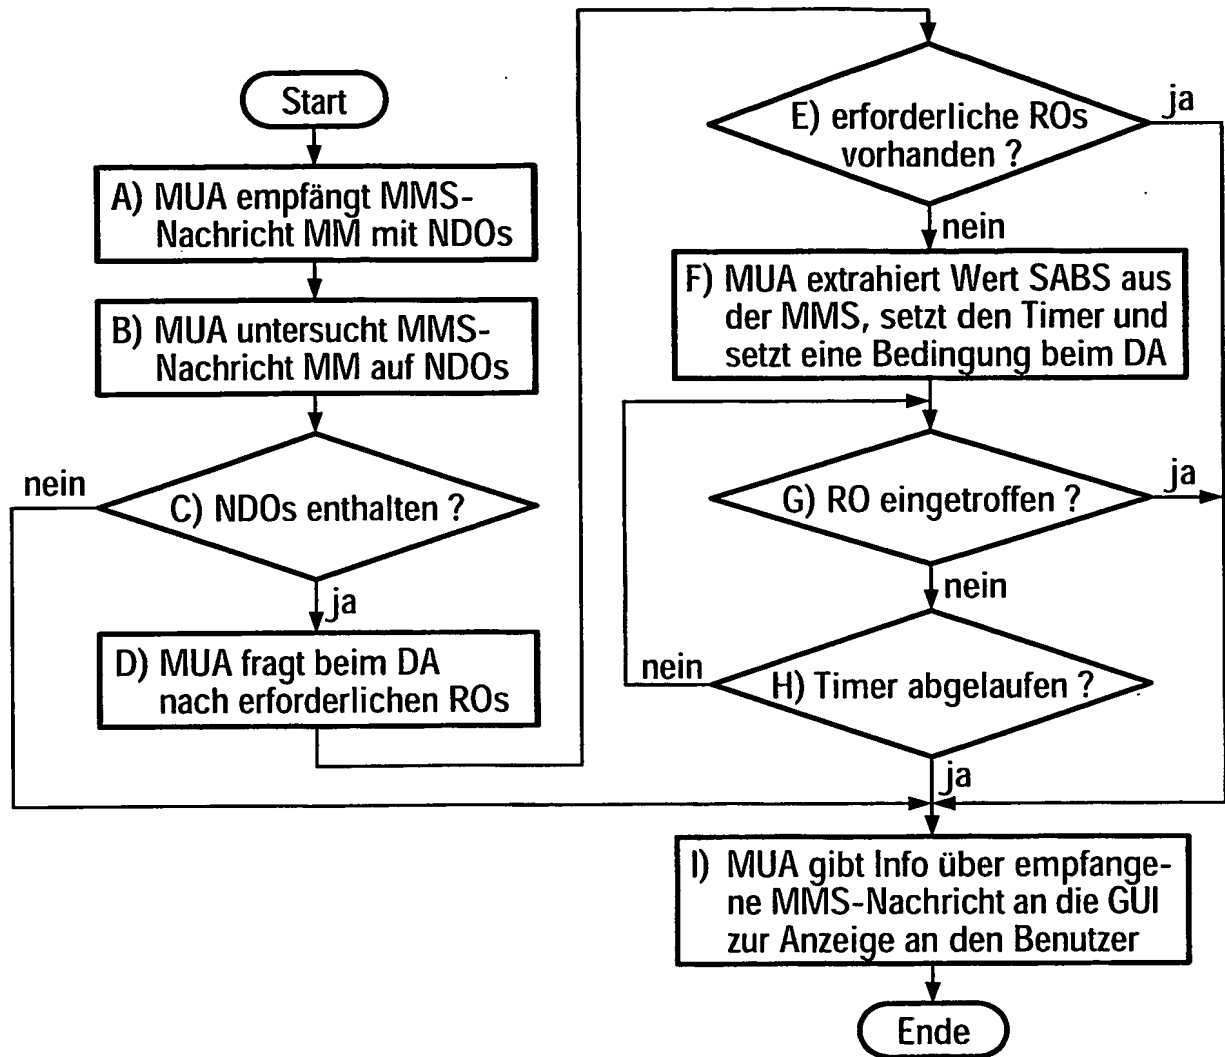 Start
A) MUA empfängt MMS-
Nachricht MM mit NDOs
B) MUA untersucht MMS-
Nachricht MM auf NDOs
nein
C) NDOs enthalten ?
ja
D) MUA fragt beim DA
nach erforderlichen ROs
E) erforderliche ROs
vorhanden ?
ja
nein
F) MUA extrahiert Wert SABS aus
der MMS, setzt den Timer und
setzt eine Bedingung beim DA
G) RO eingetroffen ?
ja
nein
nein
H) Timer abgelaufen ?
ja
I) MUA gibt Info über empfange-
ne MMS-Nachricht an die GUI
zur Anzeige an den Benutzer
Ende